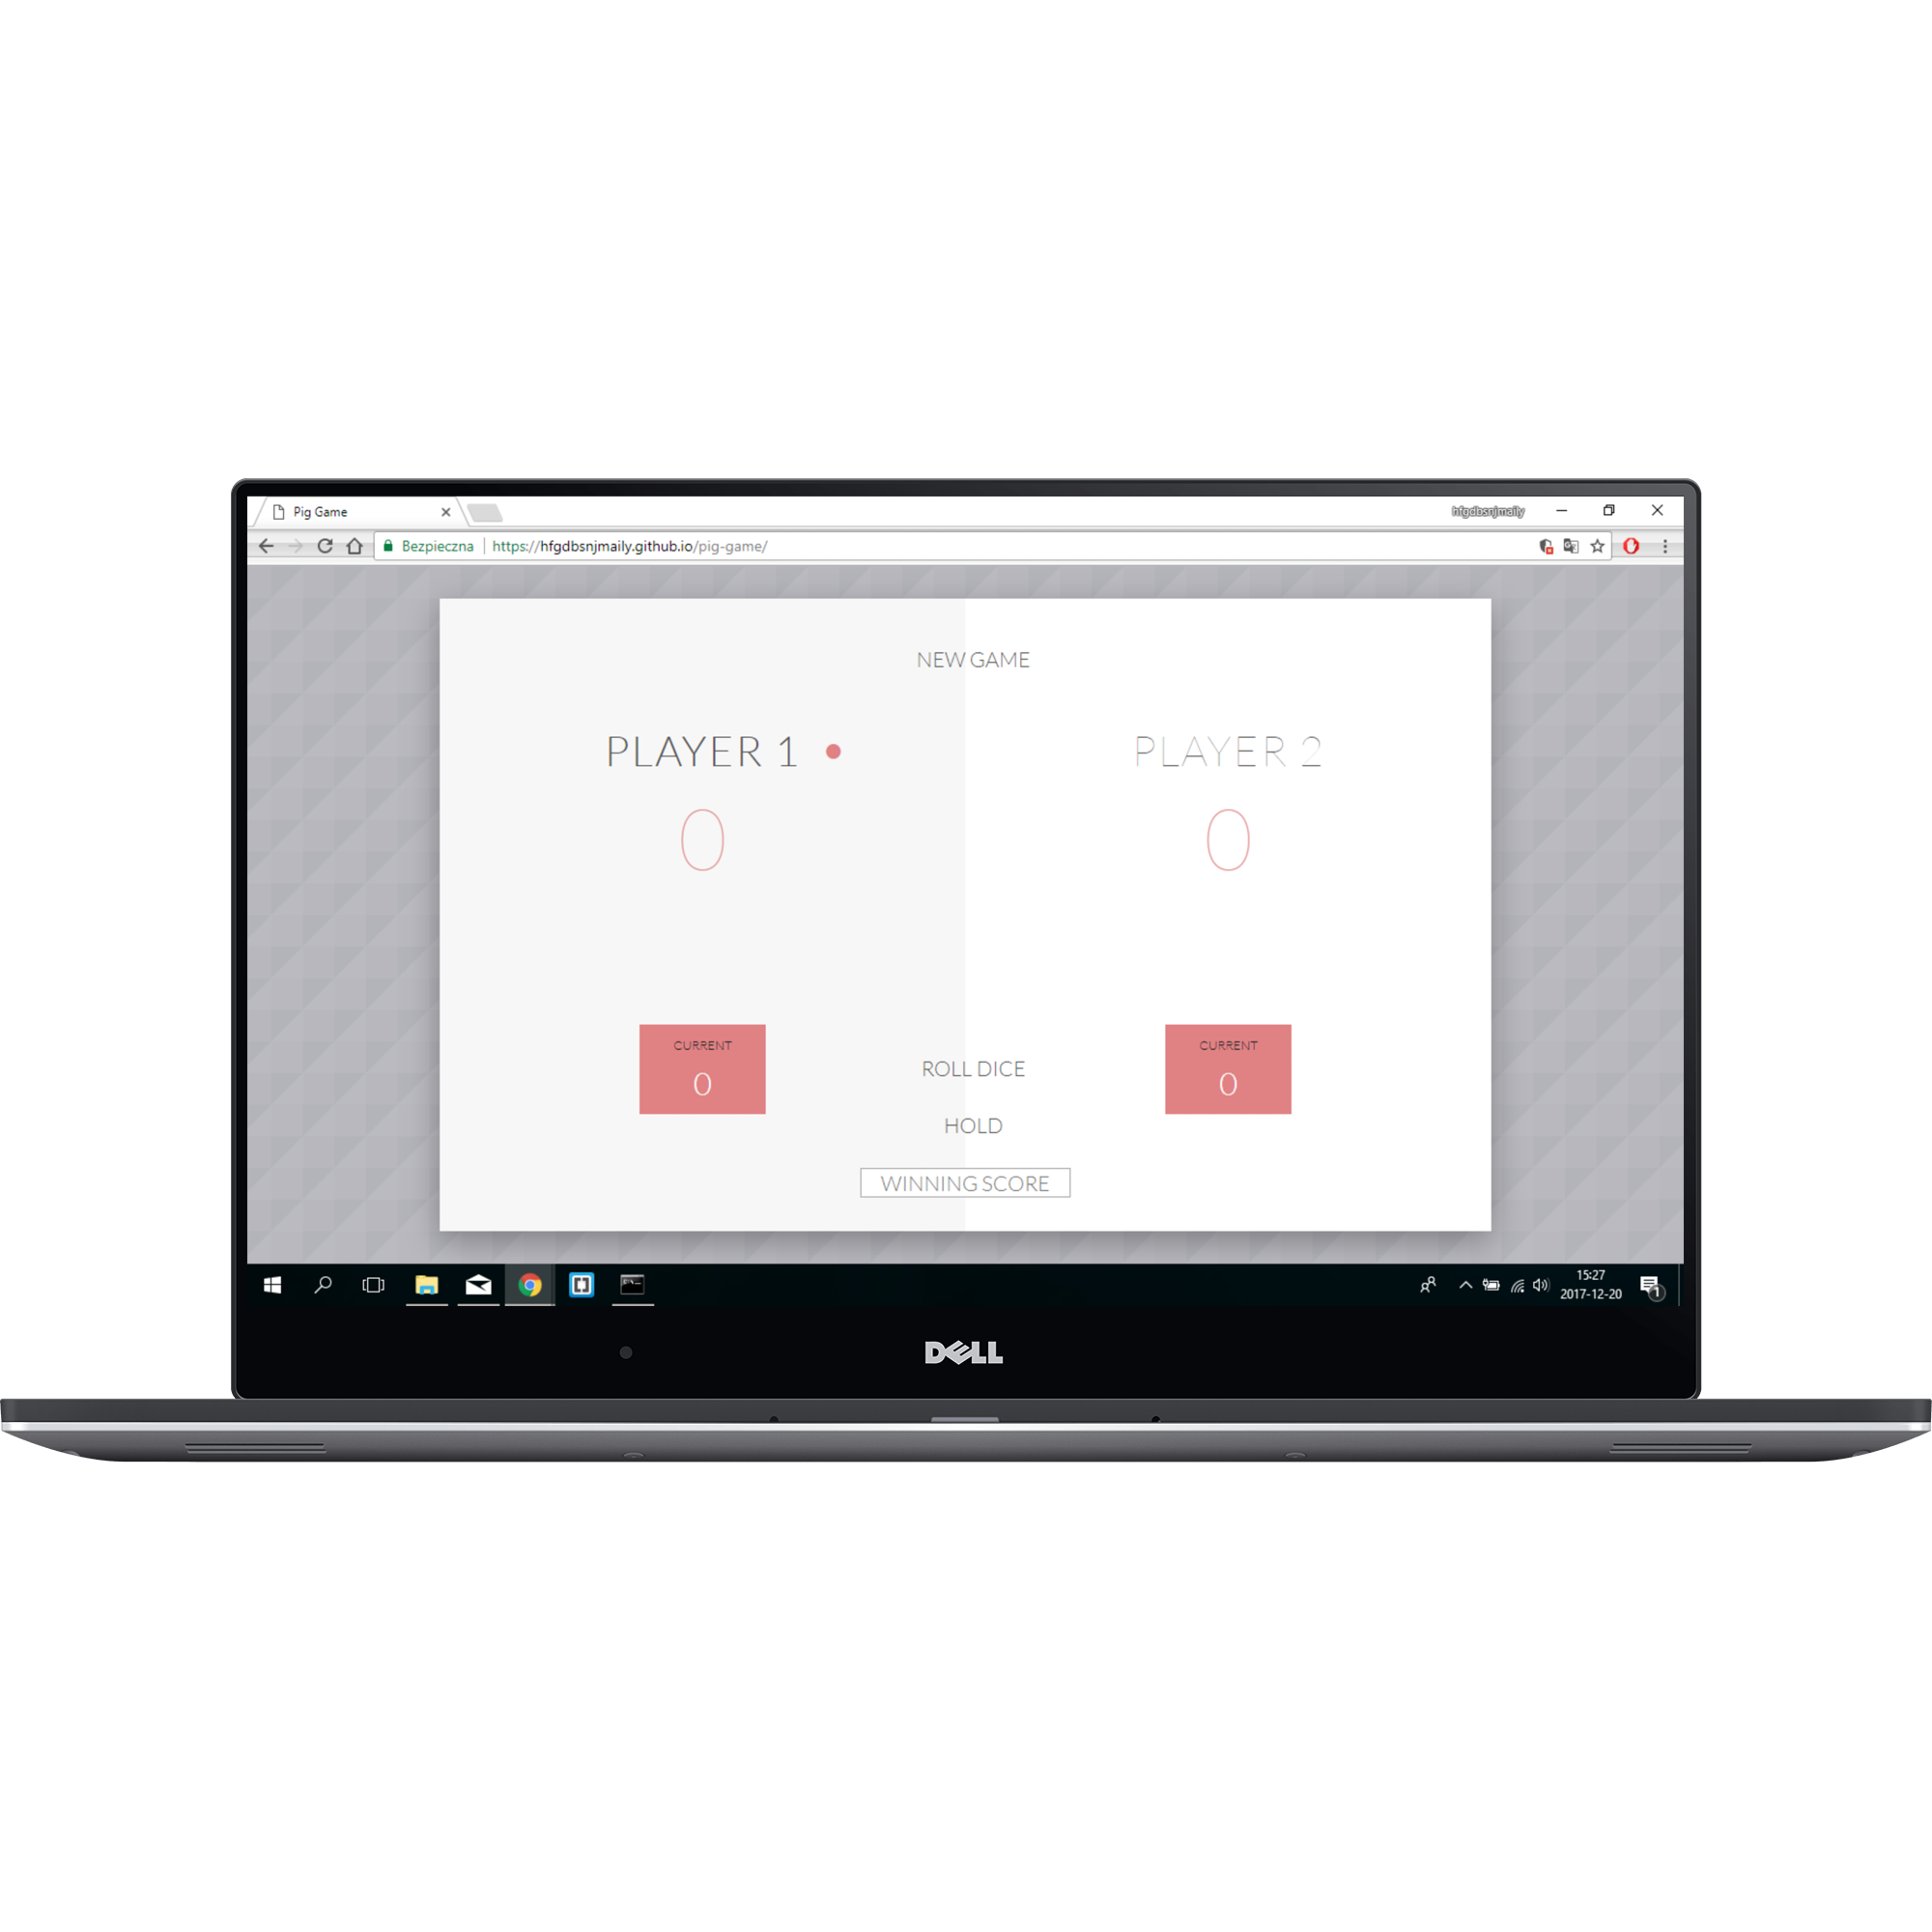 Pig Game
hfgdbsnjmaily
Bezpieczna
https://hfgdbsnjmaily.github.io/pig-game/
NEW GAME
PLAYER 1
PLAYER 2
0
0
CURRENT
0
CURRENT
0
ROLL DICE
HOLD
WINNING SCORE
15:27
2017-12-20
1
DELL